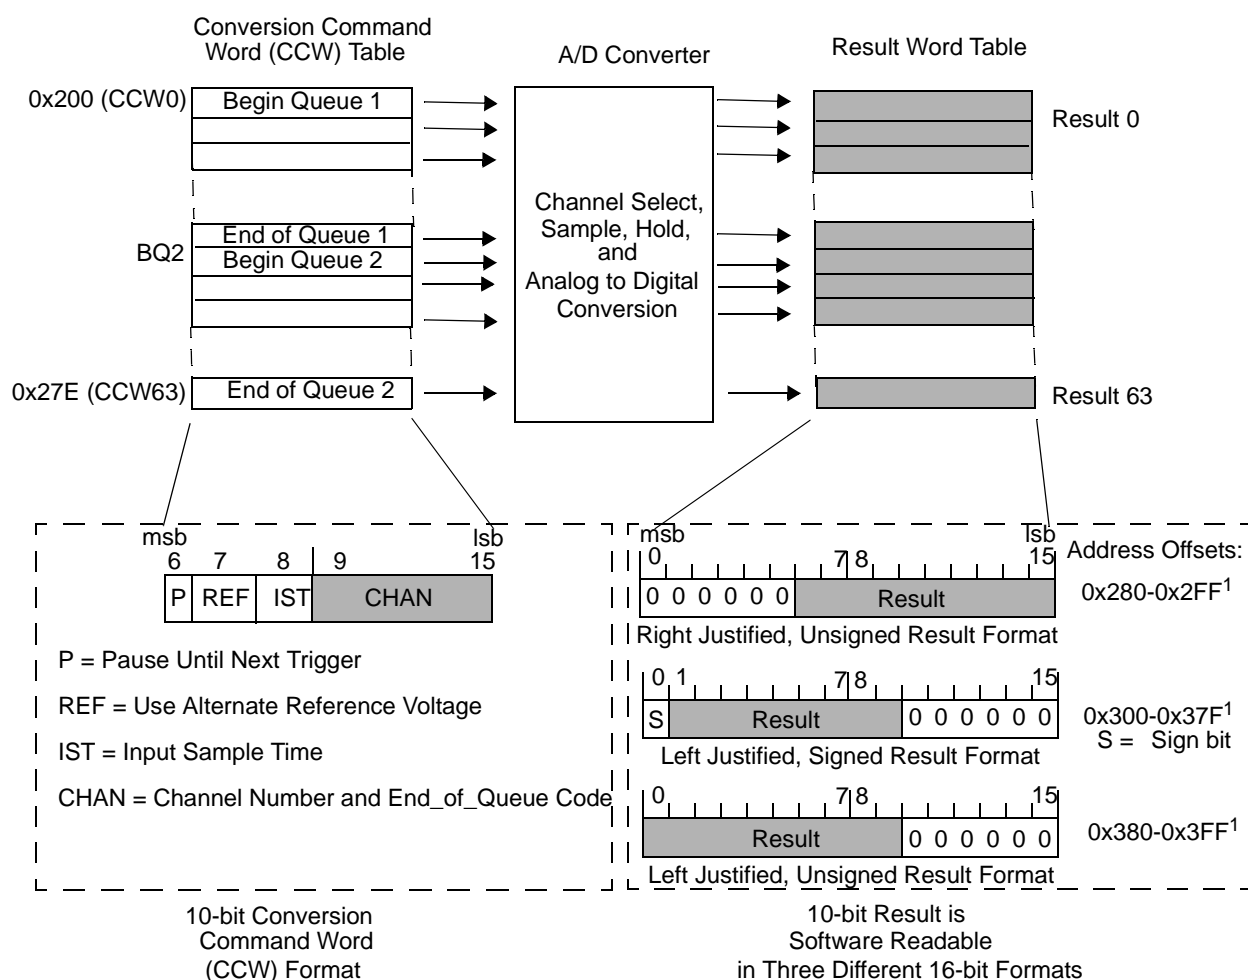 Conversion Command
Word (CCW) Table
A/D Converter
Result Word Table
0x200 (CCW0)
Begin Queue 1
Result 0
Channel Select,
Sample, Hold,
and
Analog to Digital
Conversion
End of Queue 1
BQ2
Begin Queue 2
0x27E (CCW63)
End of Queue 2
Result 63
msb
lsb
6 7 8 9 15
P REF IST CHAN
P = Pause Until Next Trigger
REF = Use Alternate Reference Voltage
IST = Input Sample Time
CHAN = Channel Number and End_of_Queue Code
10-bit Conversion
Command Word
(CCW) Format
msb
lsb
Address Offsets:
0 7 8 15
0 0 0 0 0 0 Result
0x280-0x2FF1
Right Justified, Unsigned Result Format
0 1 7 8 15
S Result 0 0 0 0 0 0
0x300-0x37F1
S = Sign bit
Left Justified, Signed Result Format
0 7 8 15
Result 0 0 0 0 0 0
0x380-0x3FF1
Left Justified, Unsigned Result Format
10-bit Result is
Software Readable
in Three Different 16-bit Formats